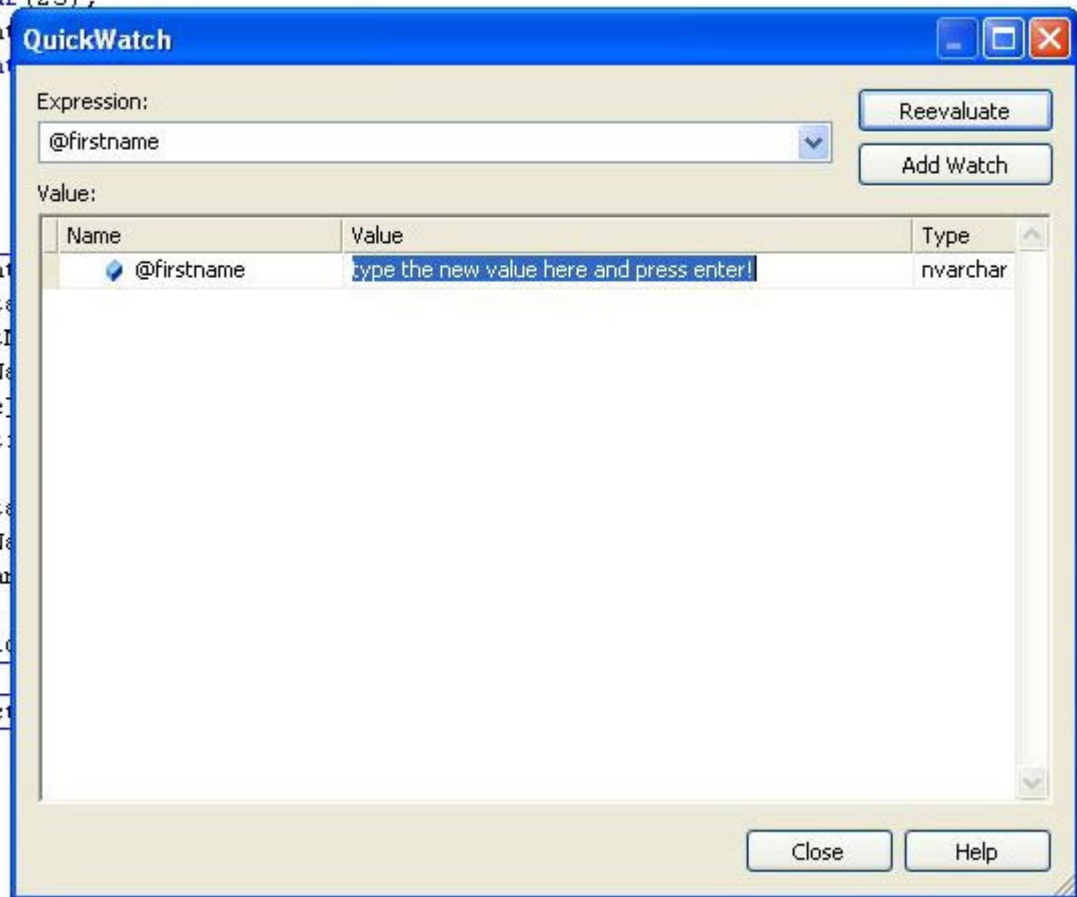 QuickWatch
Expression:
@firstname
Reevaluate
Add Watch
Value:
Name Value Type
@firstname type the new value here and press enter! nvarchar
Close Help